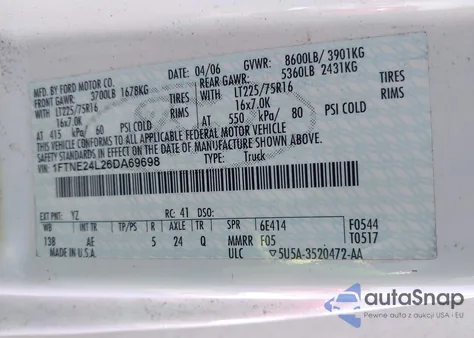 MFD. BY FORD MOTOR CO.
DATE: 04/06 GVWR: 8600LB/ 3901KG
FRONT GAWR: 3700LB 1678KG REAR GAWR: 5360LB 2431KG
WITH TIRES WITH TIRES
LT225/75R16 LT225/75R16
16x7.0K RIMS 16x7.0K RIMS
AT 415 kPa/ 60 PSI COLD AT 550 kPa/ 80 PSI COLD
THIS VEHICLE CONFORMS TO ALL APPLICABLE FEDERAL MOTOR VEHICLE
SAFETY STANDARDS IN EFFECT ON THE DATE OF MANUFACTURE SHOWN ABOVE.
VIN: 1FTNE24L26DA69698 TYPE: Truck
EXT PNT: YZ RC: 41 DSO:
WB INT TR TP/PS R AXLE TR SPR 6E414 F0544
138 AE 5 24 Q MMRR F05 T0517
MADE IN U.S.A. ULC ▽5U5A-3520472-AA
autoSnap
Platform of auctions USA - EU